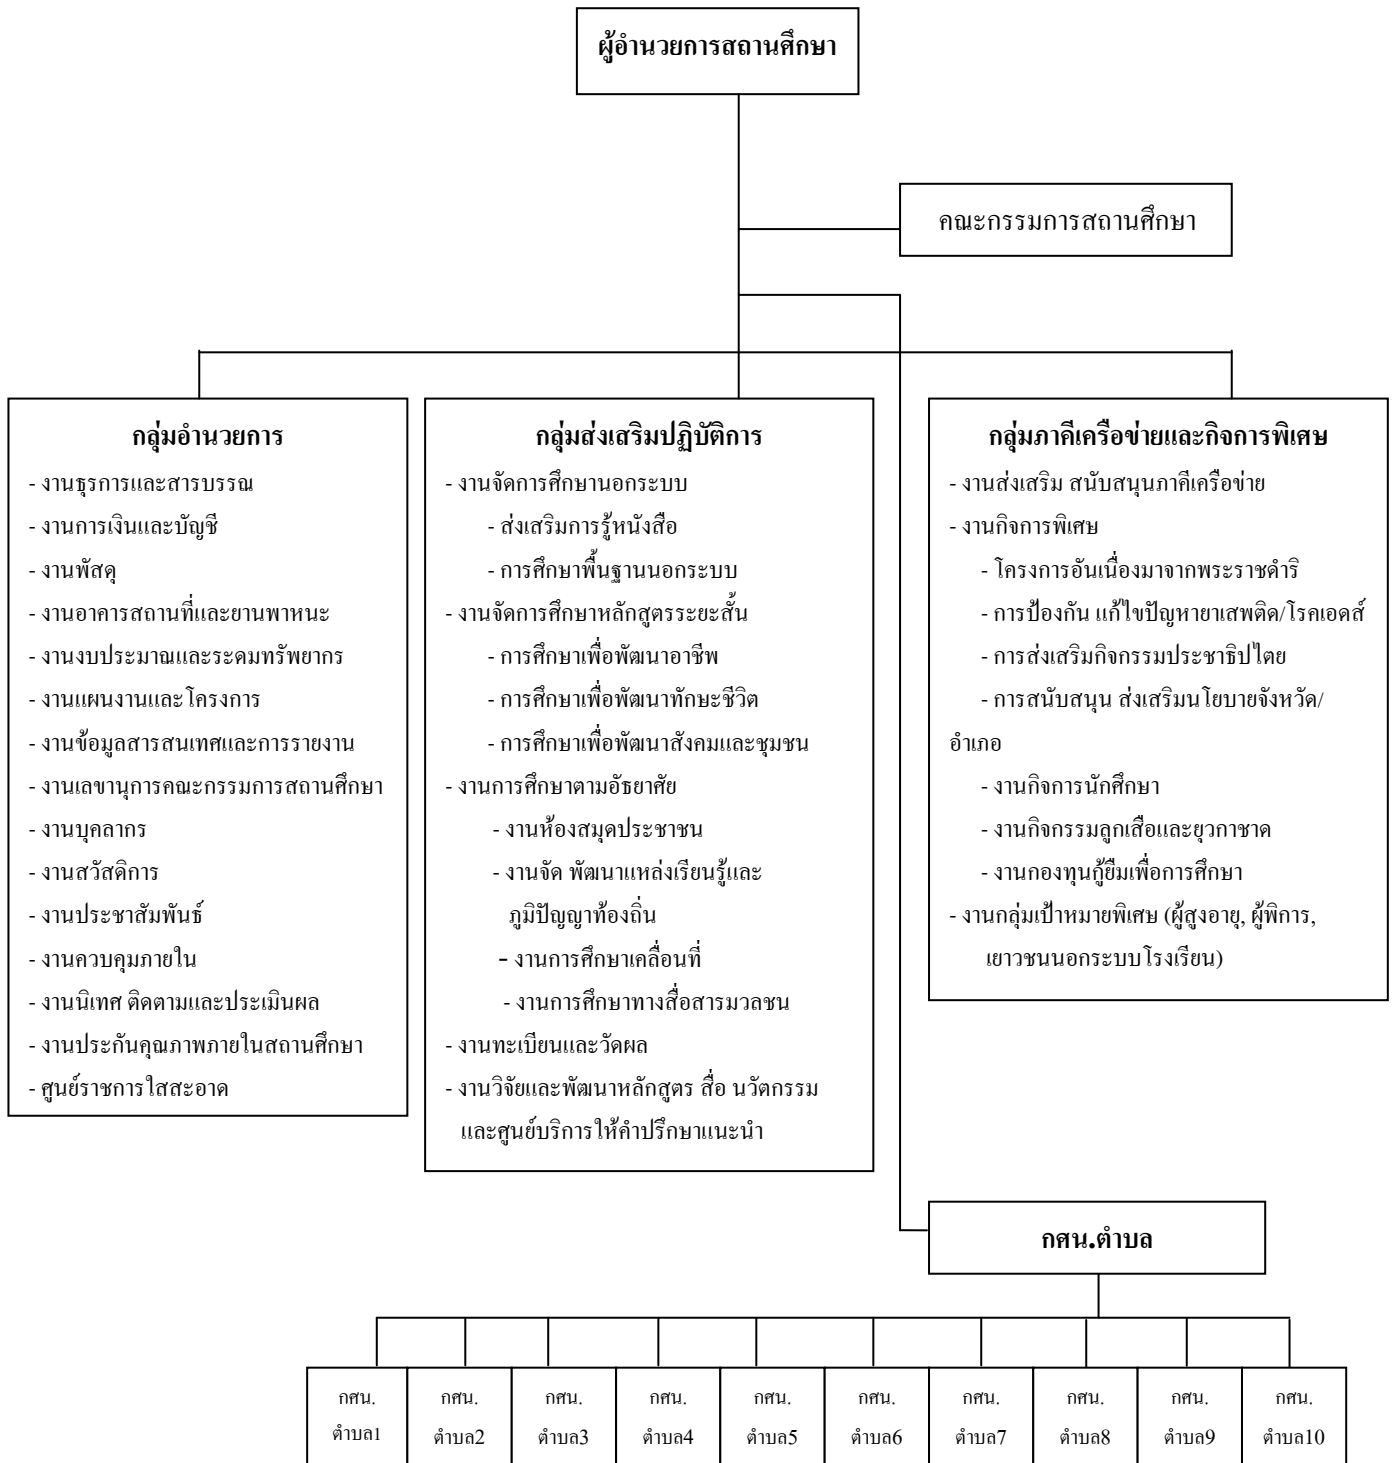 ผู้อำนวยการสถานศึกษา
คณะกรรมการสถานศึกษา
กลุ่มอำนวยการ
- งานธุรการและสารบรรณ
- งานการเงินและบัญชี
- งานพัสดุ
- งานอาคารสถานที่และยานพาหนะ
- งานงบประมาณและระดมทรัพยากร
- งานแผนงานและโครงการ
- งานข้อมูลสารสนเทศและการรายงาน
- งานเลขานุการคณะกรรมการสถานศึกษา
- งานบุคลากร
- งานสวัสดิการ
- งานประชาสัมพันธ์
- งานควบคุมภายใน
- งานนิเทศ ติดตามและประเมินผล
- งานประกันคุณภาพภายในสถานศึกษา
- ศูนย์ราชการใสสะอาด
กลุ่มส่งเสริมปฏิบัติการ
- งานจัดการศึกษานอกระบบ
- ส่งเสริมการรู้หนังสือ
- การศึกษาพื้นฐานนอกระบบ
- งานจัดการศึกษาหลักสูตรระยะสั้น
- การศึกษาเพื่อพัฒนาอาชีพ
- การศึกษาเพื่อพัฒนาทักษะชีวิต
- การศึกษาเพื่อพัฒนาสังคมและชุมชน
- งานการศึกษาตามอัธยาศัย
- งานห้องสมุดประชาชน
- งานจัด พัฒนาแหล่งเรียนรู้และ
ภูมิปัญญาท้องถิ่น
- งานการศึกษาเคลื่อนที่
- งานการศึกษาทางสื่อสารมวลชน
- งานทะเบียนและวัดผล
- งานวิจัยและพัฒนาหลักสูตร สื่อ นวัตกรรม
และศูนย์บริการให้คำปรึกษาแนะนำ
กลุ่มภาคีเครือข่ายและกิจการพิเศษ
- งานส่งเสริม สนับสนุนภาคีเครือข่าย
- งานกิจการพิเศษ
- โครงการอันเนื่องมาจากพระราชดำริ
- การป้องกัน แก้ไขปัญหายาเสพติด/โรคเอดส์
- การส่งเสริมกิจกรรมประชาธิปไตย
- การสนับสนุน ส่งเสริมนโยบายจังหวัด/
อำเภอ
- งานกิจการนักศึกษา
- งานกิจกรรมลูกเสือและยุวกาชาด
- งานกองทุนกู้ยืมเพื่อการศึกษา
- งานกลุ่มเป้าหมายพิเศษ (ผู้สูงอายุ, ผู้พิการ,
เยาวชนนอกระบบโรงเรียน)
กศน.ตำบล
กศน.
ตำบล1
กศน.
ตำบล2
กศน.
ตำบล3
กศน.
ตำบล4
กศน.
ตำบล5
กศน.
ตำบล6
กศน.
ตำบล7
กศน.
ตำบล8
กศน.
ตำบล9
กศน.
ตำบล10